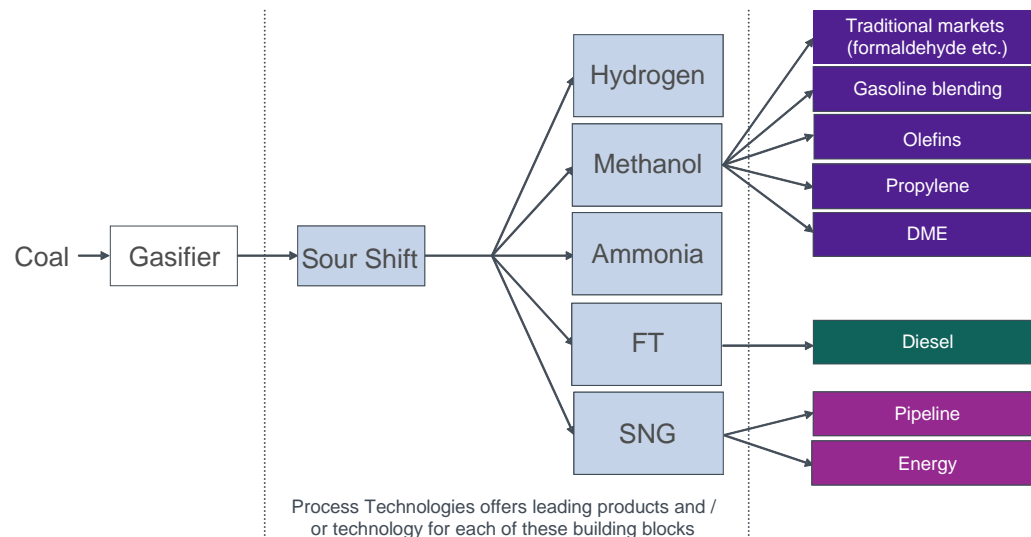 Coal
Gasifier
Sour Shift
Hydrogen
Methanol
Ammonia
FT
SNG
Traditional markets
(formaldehyde etc.)
Gasoline blending
Olefins
Propylene
DME
Diesel
Pipeline
Energy
Process Technologies offers leading products and /
or technology for each of these building blocks